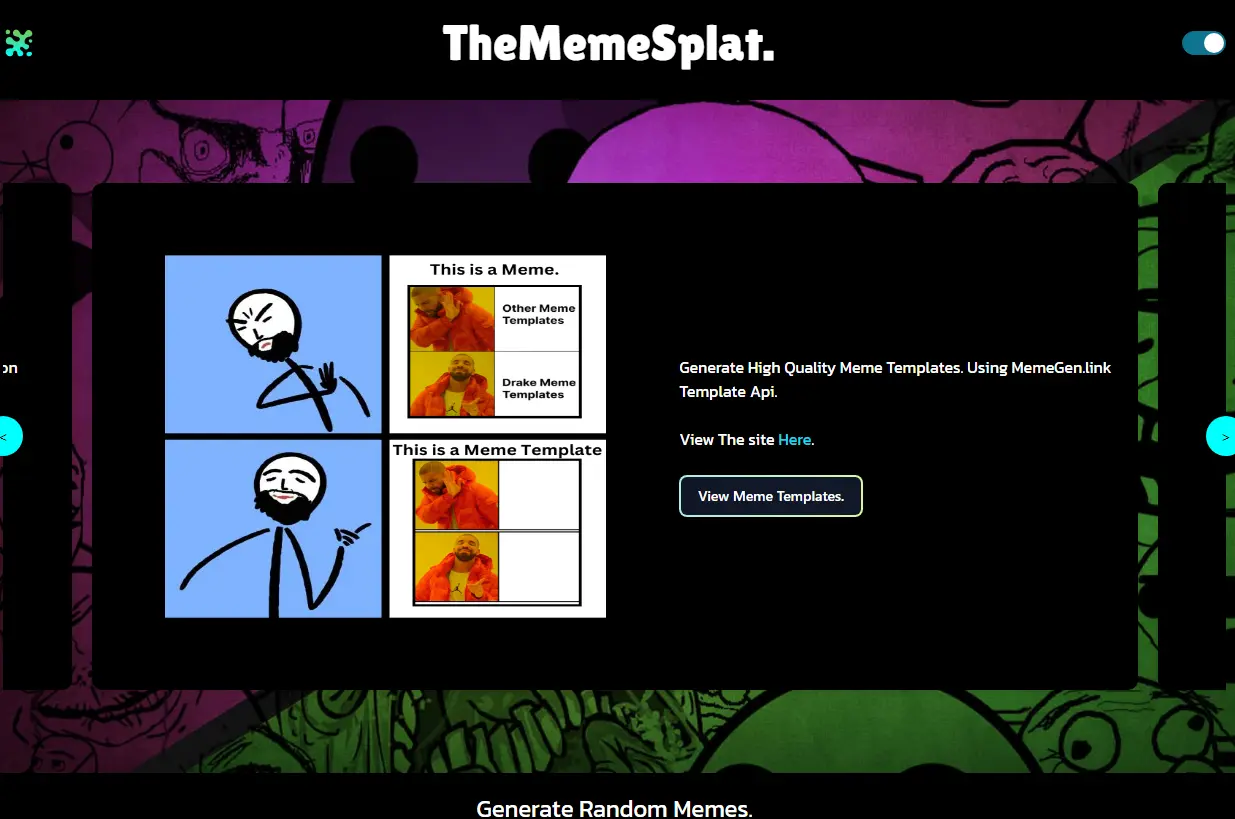 TheMemeSplat.
This is a Meme.
Other Meme
Templates
Drake Meme
Templates
This is a Meme Template
on
<
Generate High Quality Meme Templates. Using MemeGen.link
Template Api.
View The site Here.
View Meme Templates.
>
Generate Random Memes.